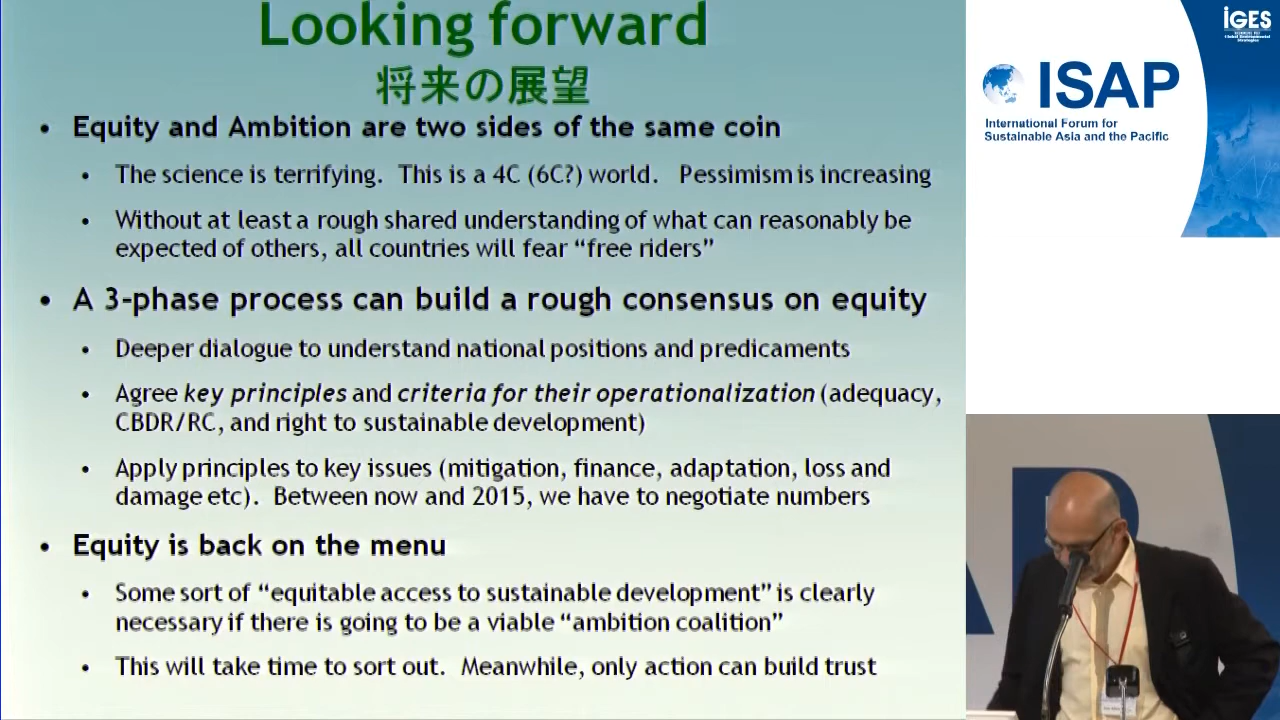 Looking forward
将来の展望
• Equity and Ambition are two sides of the same coin
• The science is terrifying. This is a 4C (6C?) world. Pessimism is increasing
• Without at least a rough shared understanding of what can reasonably be
expected of others, all countries will fear “free riders”
• A 3-phase process can build a rough consensus on equity
• Deeper dialogue to understand national positions and predicaments
• Agree key principles and criteria for their operationalization (adequacy,
CBDR/RC, and right to sustainable development)
• Apply principles to key issues (mitigation, finance, adaptation, loss and
damage etc). Between now and 2015, we have to negotiate numbers
• Equity is back on the menu
• Some sort of “equitable access to sustainable development” is clearly
necessary if there is going to be a viable “ambition coalition”
• This will take time to sort out. Meanwhile, only action can build trust
IGES
ISAP
International Forum for
Sustainable Asia and the Pacific